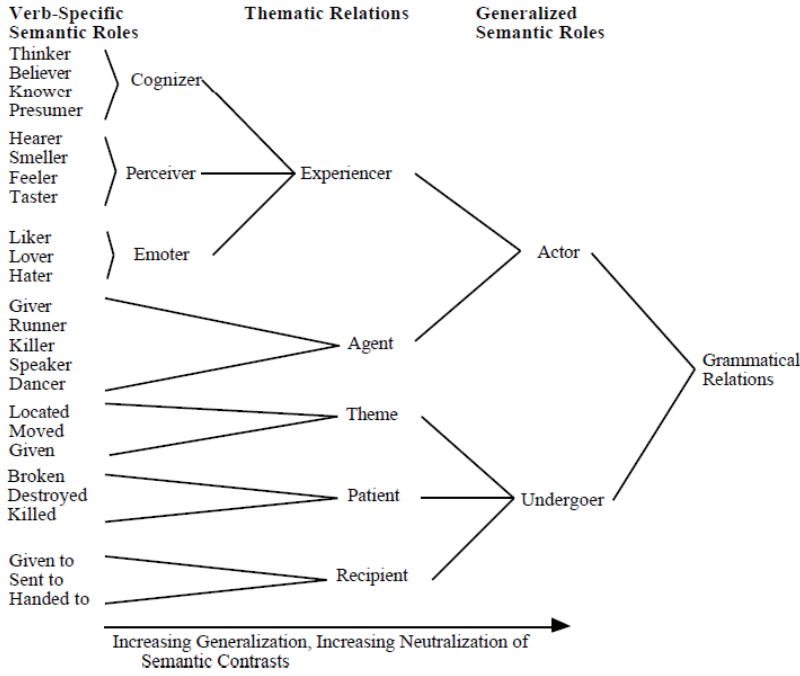 Verb-Specific
Semantic Roles
Thematic Relations
Generalized
Semantic Roles
Thinker
Believer
Knower
Presumer
Cognizer
Hearer
Smeller
Feeler
Taster
Perceiver
Experiencer
Liker
Lover
Hater
Emoter
Actor
Giver
Runner
Killer
Speaker
Dancer
Agent
Grammatical
Relations
Located
Moved
Given
Theme
Broken
Destroyed
Killed
Patient
Undergoer
Given to
Sent to
Handed to
Recipient
Increasing Generalization, Increasing Neutralization of
Semantic Contrasts